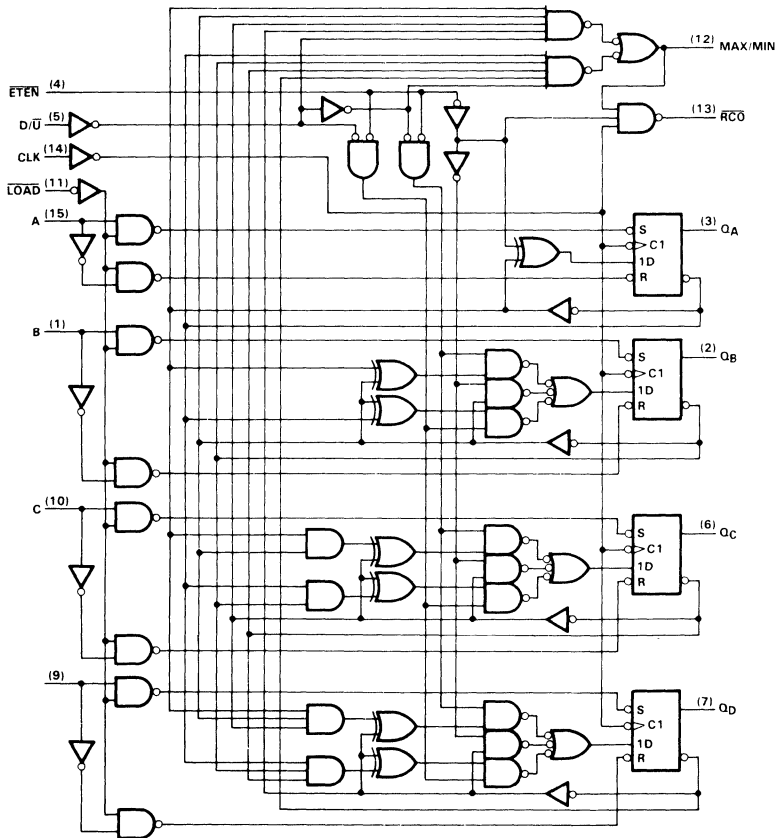 (12) MAX/MIN
(4)
ETEN
(5)
D/U
(13) RCO
(14)
CLK
(11)
LOAD
(15)
A
(3) QA
S
C1
1D
R
(1)
B
(2) QB
S
C1
1D
R
(10)
C
(6) QC
S
C1
1D
R
(9)
(7) QD
S
C1
1D
R